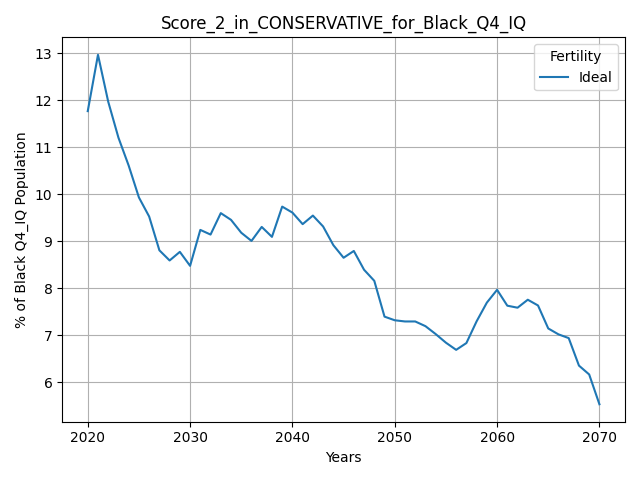 Score_2_in_CONSERVATIVE_for_Black_Q4_IQ
Fertility
Ideal
% of Black Q4_IQ Population
13
12
11
10
9
8
7
6
2020 2030 2040 2050 2060 2070
Years